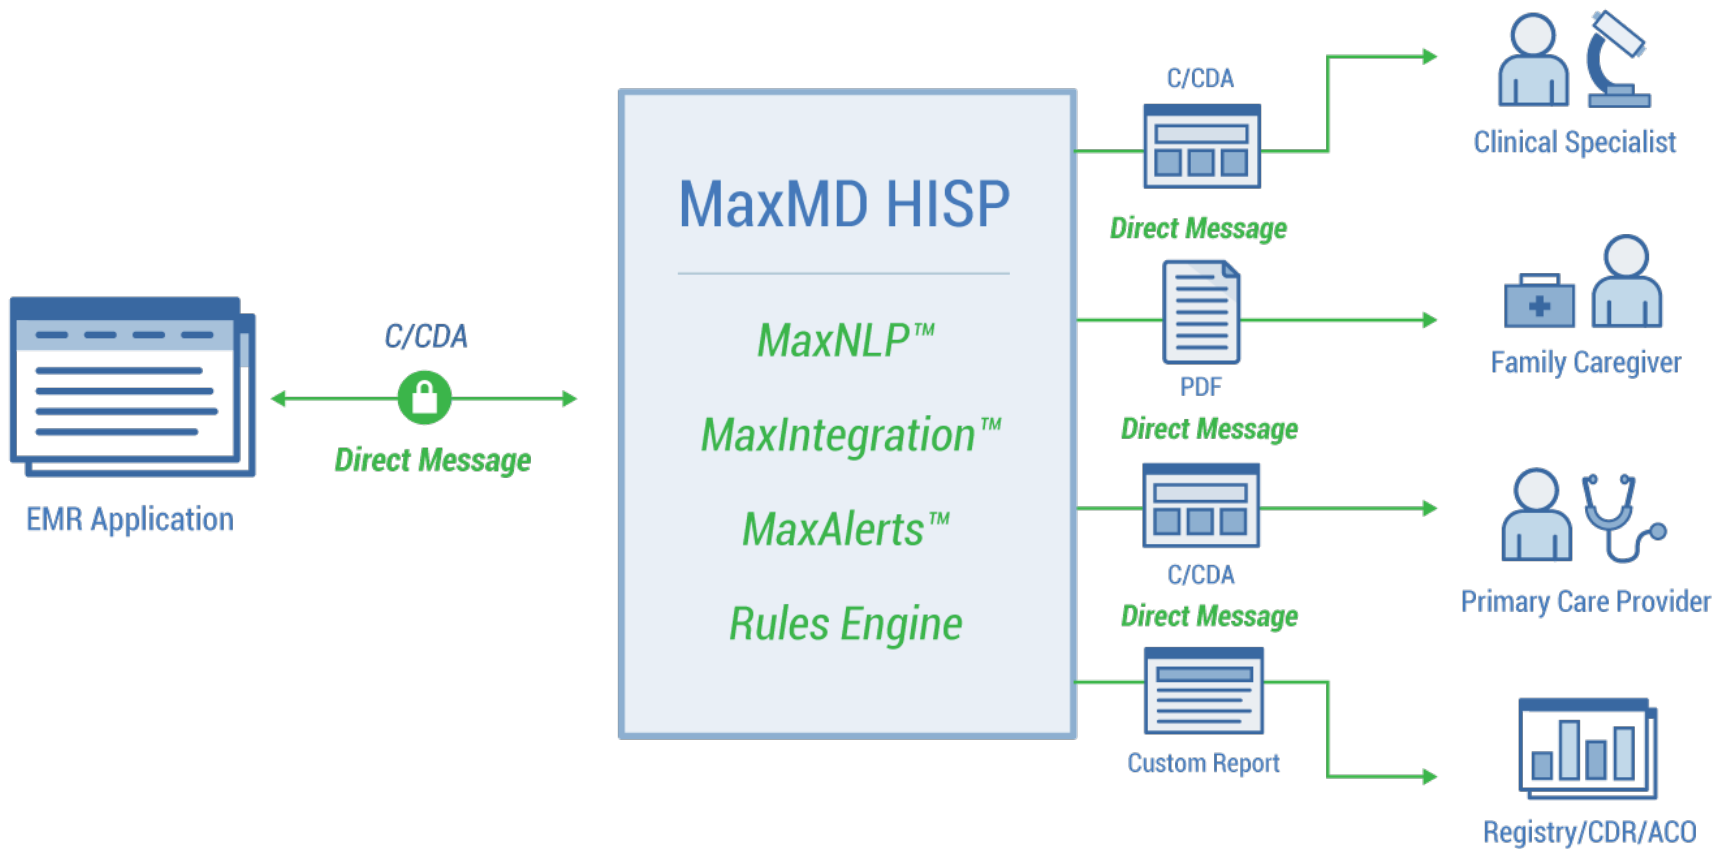 C/CDA
Direct Message
EMR Application
MaxMD HISP
MaxNLP™
MaxIntegration™
MaxAlerts™
Rules Engine
C/CDA
Direct Message
PDF
Direct Message
C/CDA
Direct Message
Custom Report
Clinical Specialist
Family Caregiver
Primary Care Provider
Registry/CDR/ACO